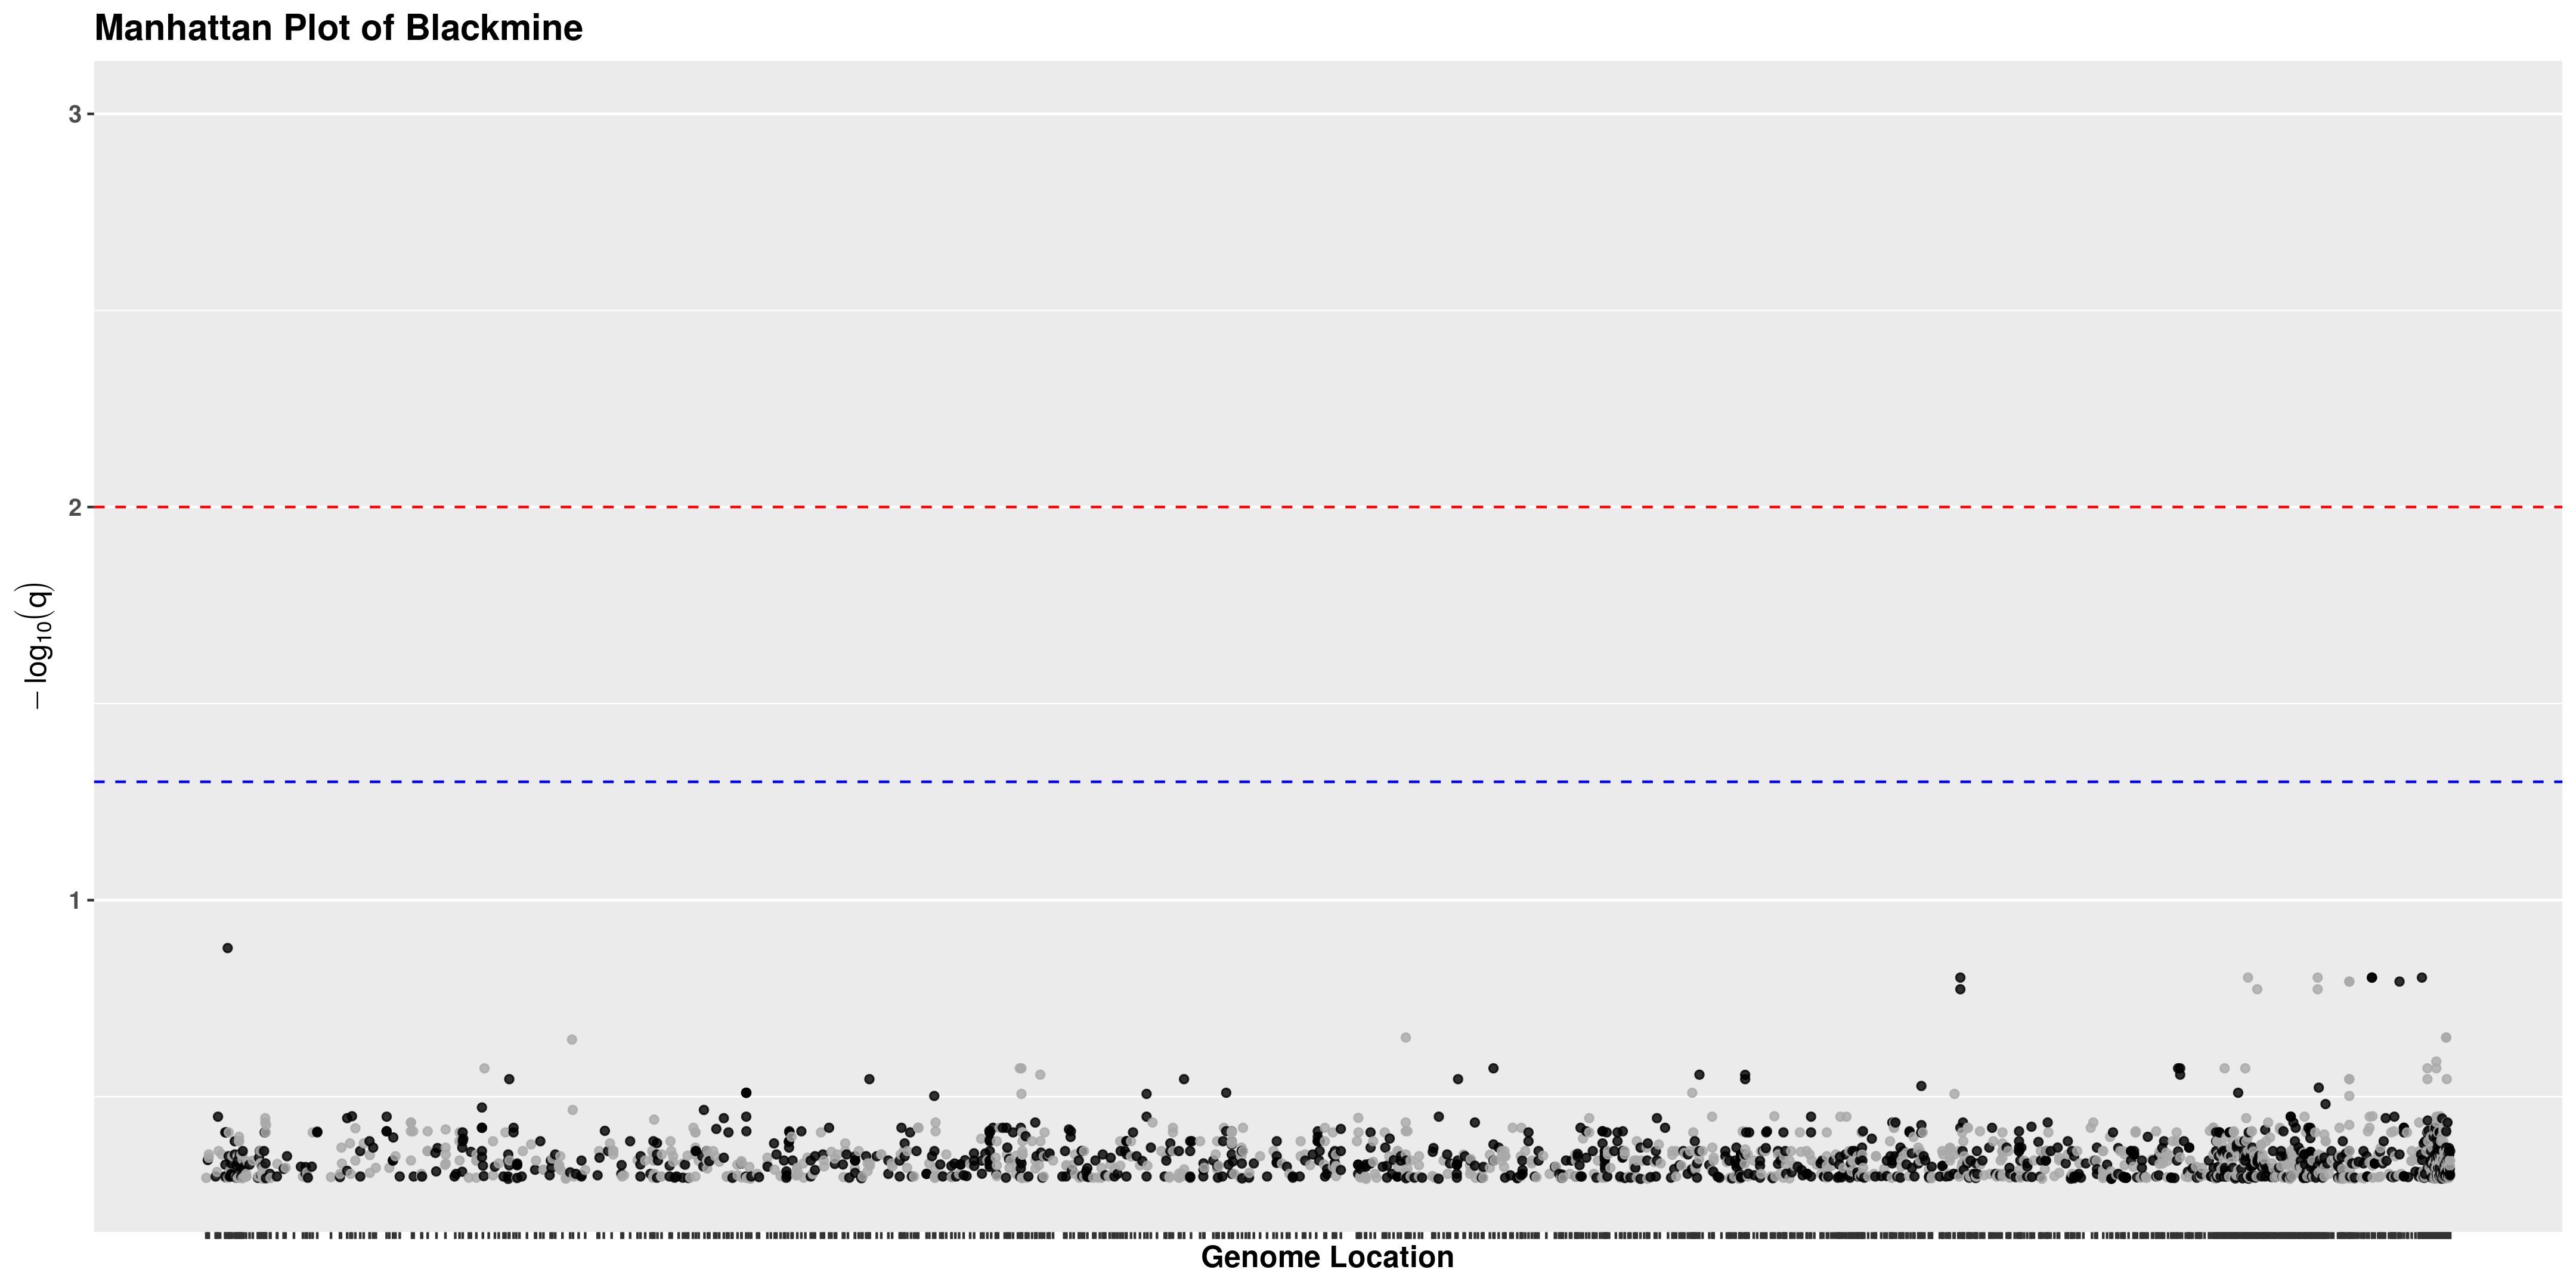 Manhattan Plot of Blackmine
3
2
1
−log10(q)
Genome Location